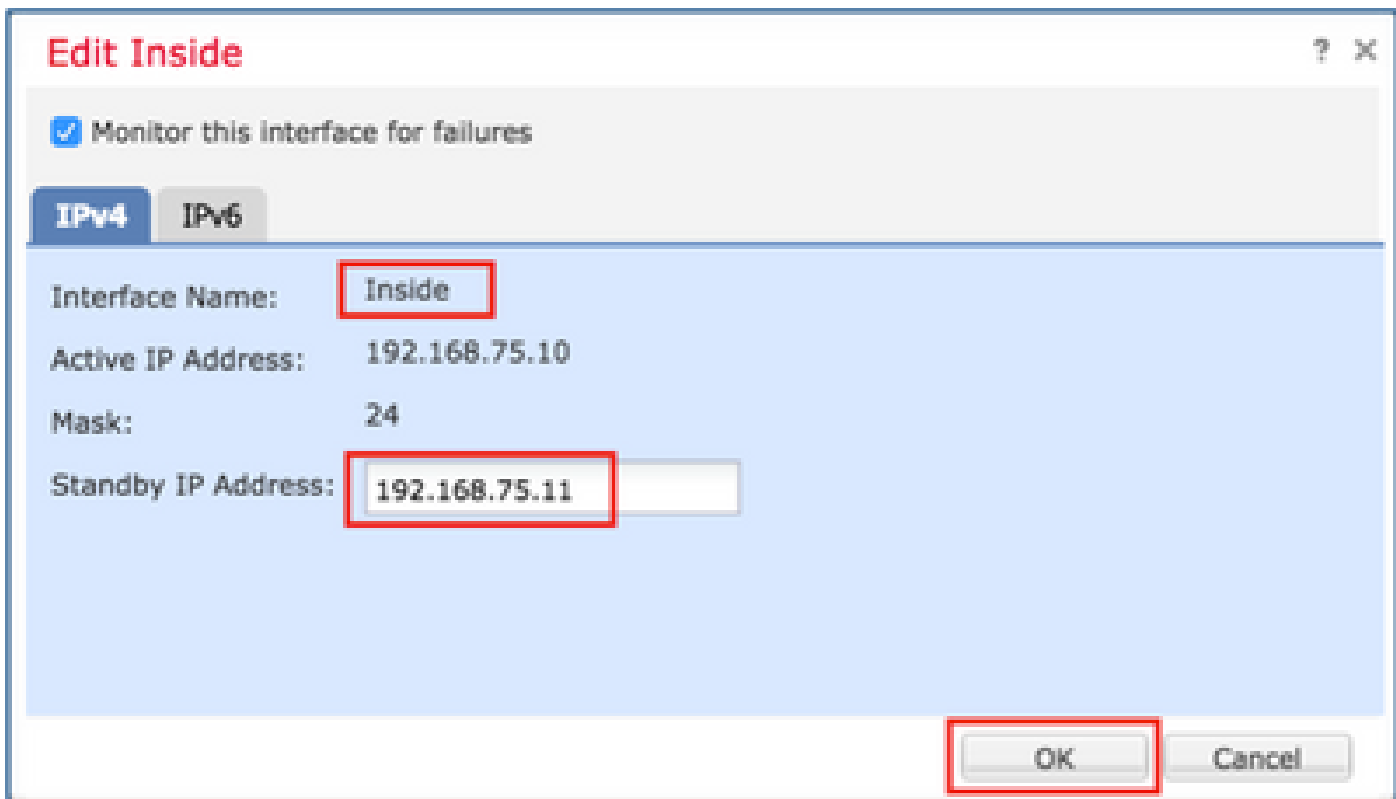 Edit Inside ? ×
Monitor this interface for failures
IPv4 IPv6
Interface Name: Inside
Active IP Address: 192.168.75.10
Mask: 24
Standby IP Address: 192.168.75.11
OK Cancel